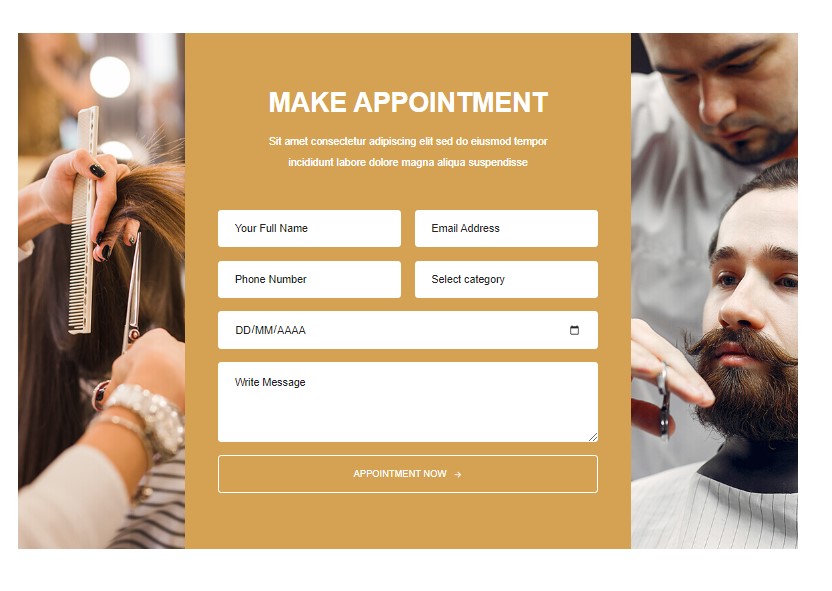 MAKE APPOINTMENT
Sit amet consectetur adipiscing elit sed do eiusmod tempor
incididunt labore dolore magna aliqua suspendisse
Your Full Name
Email Address
Phone Number
Select category
DD/MM/AAAA
Write Message
APPOINTMENT NOW →